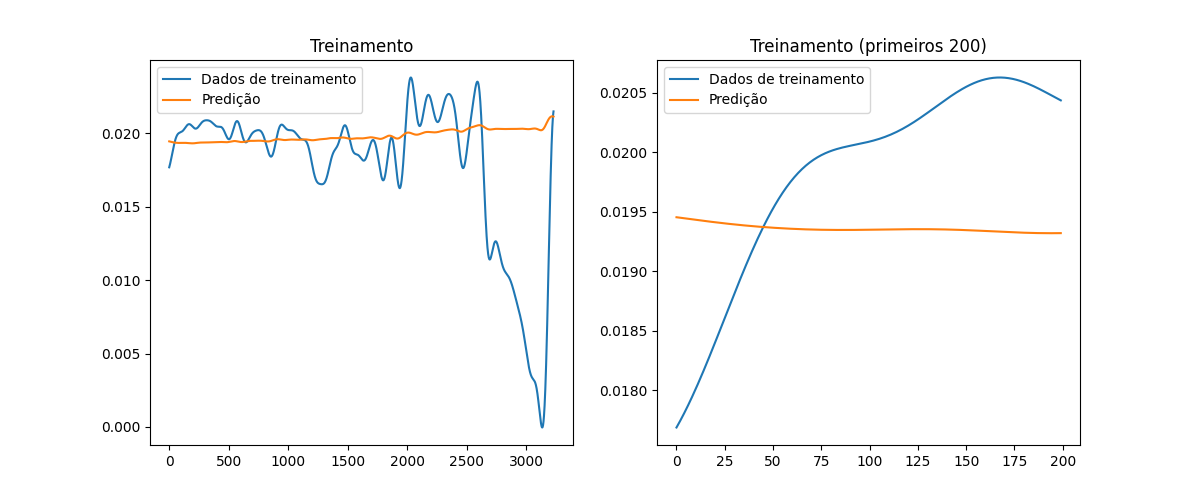 Treinamento
Dados de treinamento
Predição
0.020
0.015
0.010
0.005
0.000
0 500 1000 1500 2000 2500 3000
Treinamento (primeiros 200)
Dados de treinamento
Predição
0.0205
0.0200
0.0195
0.0190
0.0185
0.0180
0 25 50 75 100 125 150 175 200